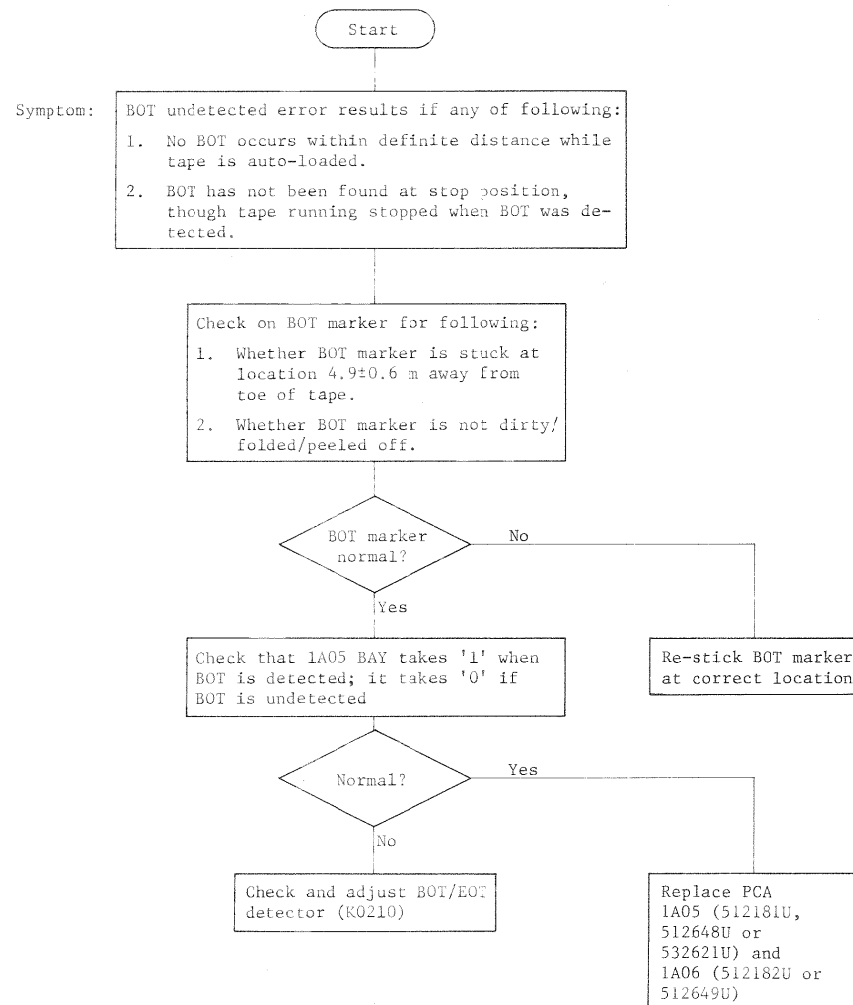 Start
Symptom:
BOT undetected error results if any of following:
1. No BOT occurs within definite distance while
tape is auto-loaded.
2. BOT has not been found at stop position,
though tape running stopped when BOT was de-
tected.
Check on BOT marker for following:
1. Whether BOT marker is stuck at
location 4.9±0.6 m away from
toe of tape.
2. Whether BOT marker is not dirty/
folded/peeled off.
BOT marker
normal?
No
Yes
Check that 1A05 BAY takes '1' when
BOT is detected; it takes '0' if
BOT is undetected
Re-stick BOT marker
at correct location
Normal?
Yes
No
Check and adjust BOT/EOT
detector (K0210)
Replace PCA
1A05 (512181U,
512648U or
532621U) and
1A06 (512182U or
512649U)